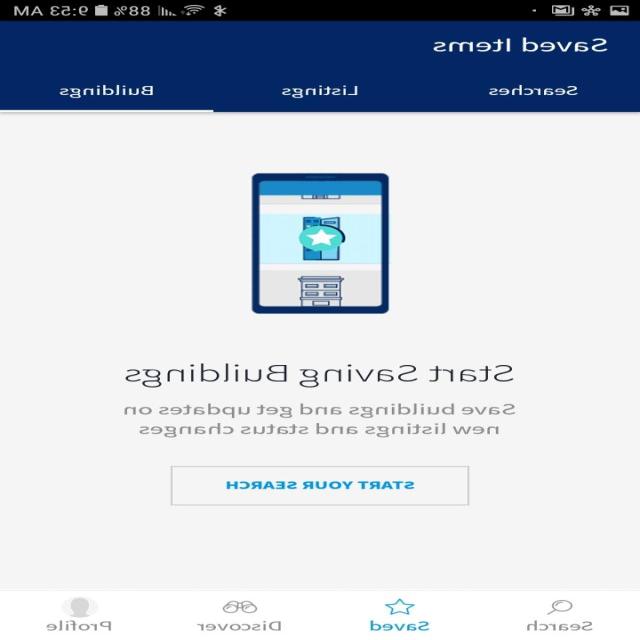 88% 9:53 AM
Saved Items
Searches Listings Buildings
Start Saving Buildings
Save buildings and get updates on
new listings and status changes
START YOUR SEARCH
Search Saved Discover Profile